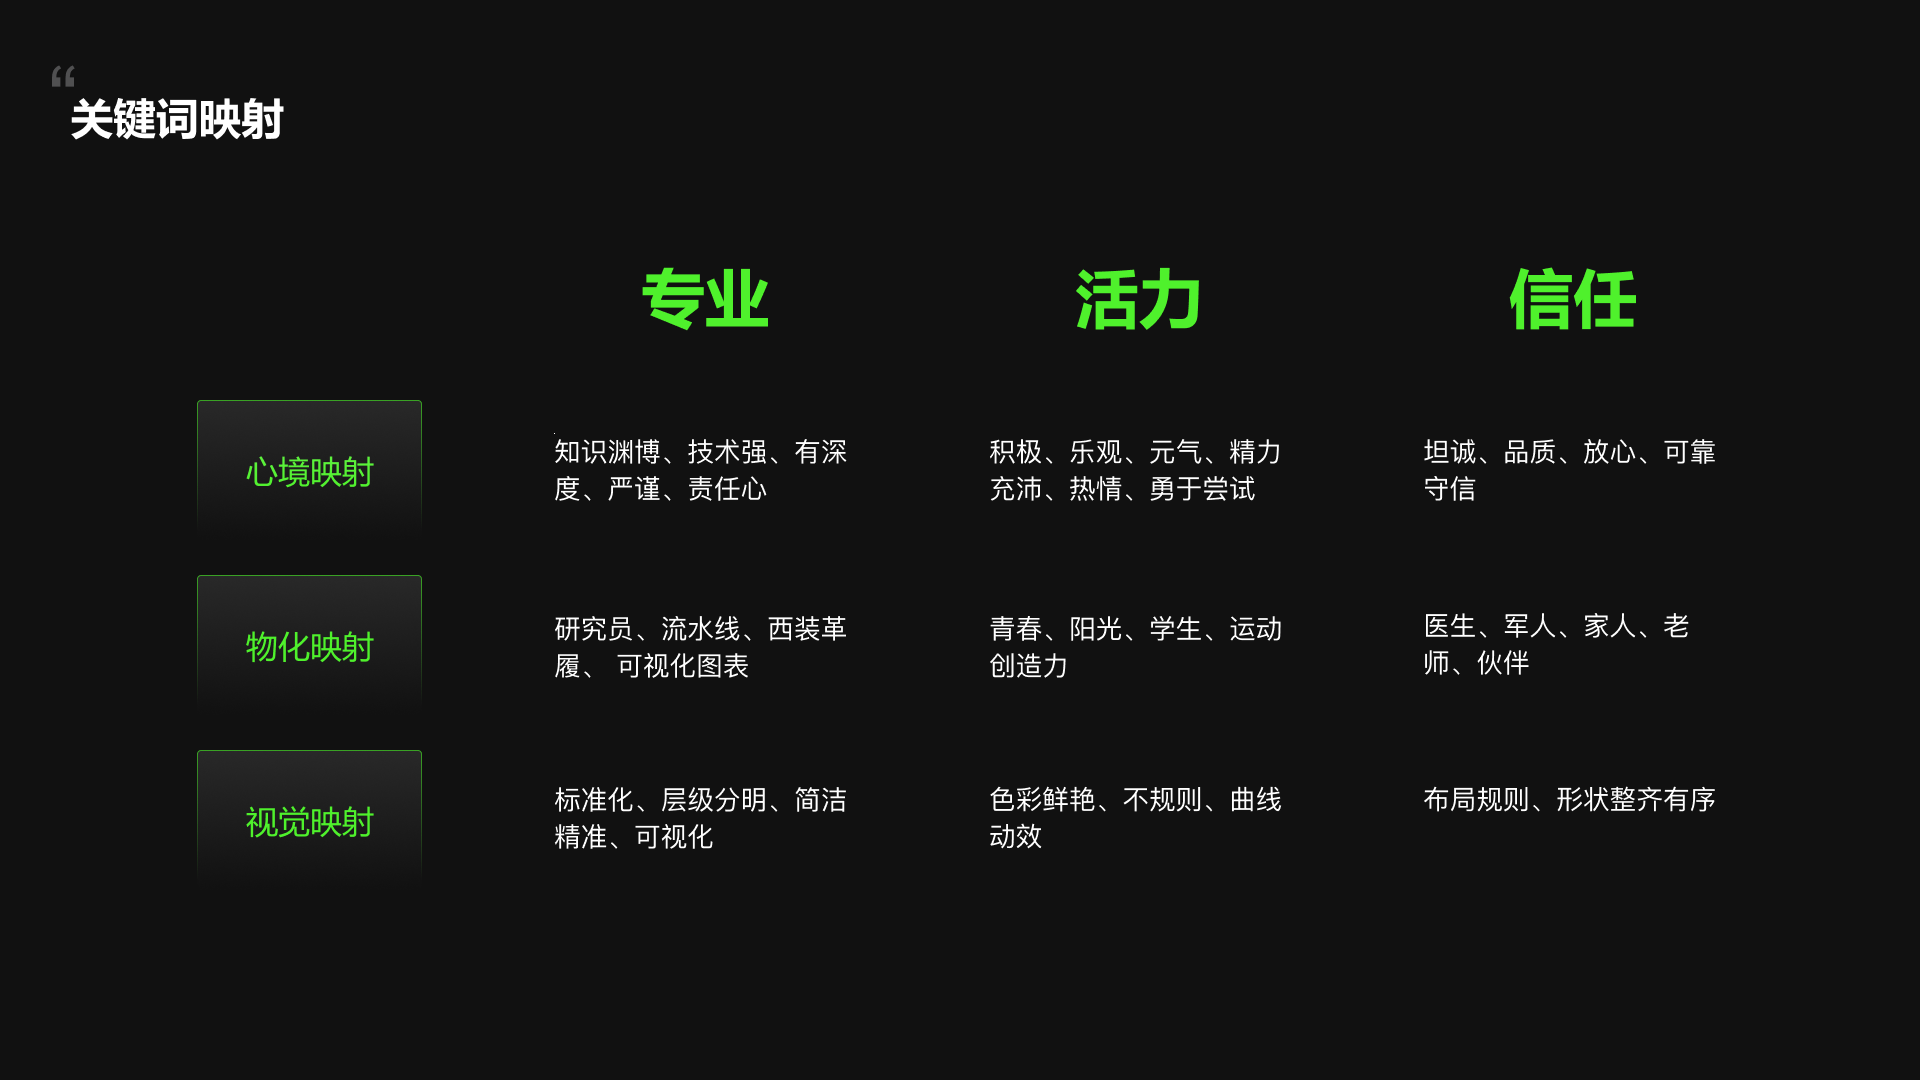 “
关键词映射
专业
活力
信任
心境映射
知识渊博、技术强、有深
度、严谨、责任心
积极、乐观、元气、精力
充沛、热情、勇于尝试
坦诚、品质、放心、可靠
守信
物化映射
研究员、流水线、西装革
履、 可视化图表
青春、阳光、学生、运动
创造力
医生、军人、家人、老
师、伙伴
视觉映射
标准化、层级分明、简洁
精准、可视化
色彩鲜艳、不规则、曲线
动效
布局规则、形状整齐有序